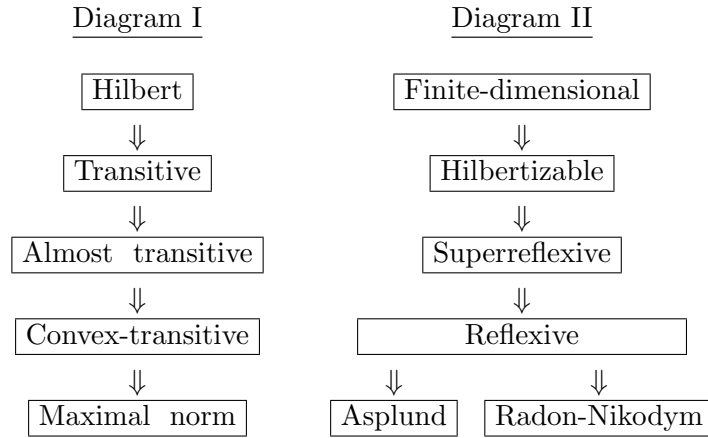 Diagram I
Hilbert
⇓
Transitive
⇓
Almost transitive
⇓
Convex-transitive
⇓
Maximal norm
Diagram II
Finite-dimensional
⇓
Hilbertizable
⇓
Superreflexive
⇓
Reflexive
⇓ ⇓
Asplund Radon-Nikodym